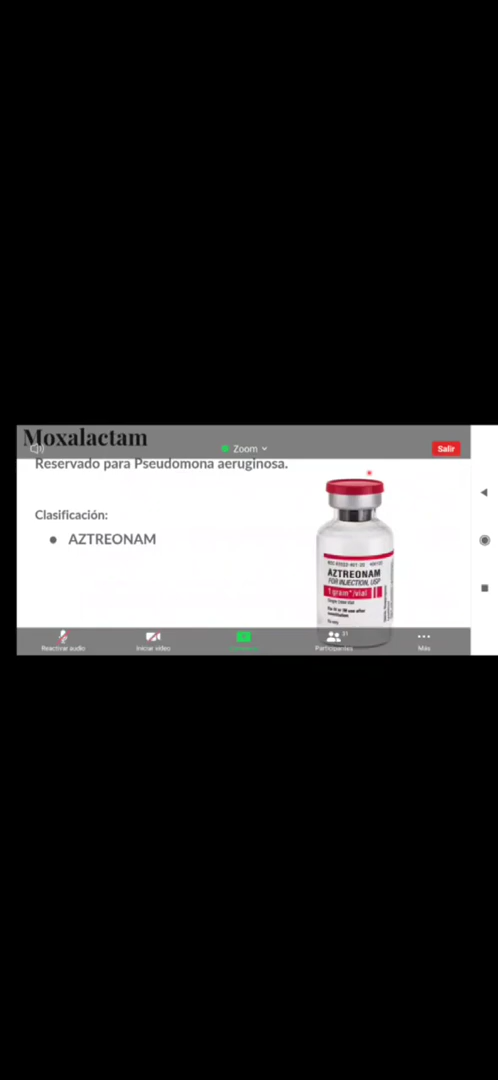 Moxalactam
Zoom
Salir
Reservado para Pseudomona aeruginosa.
Clasificación:
AZTREONAM
AZTREONAM
FOR INJECTION, USP
1 gram*/vial
Reactivar audio
Iniciar video
Participantes
31
Más